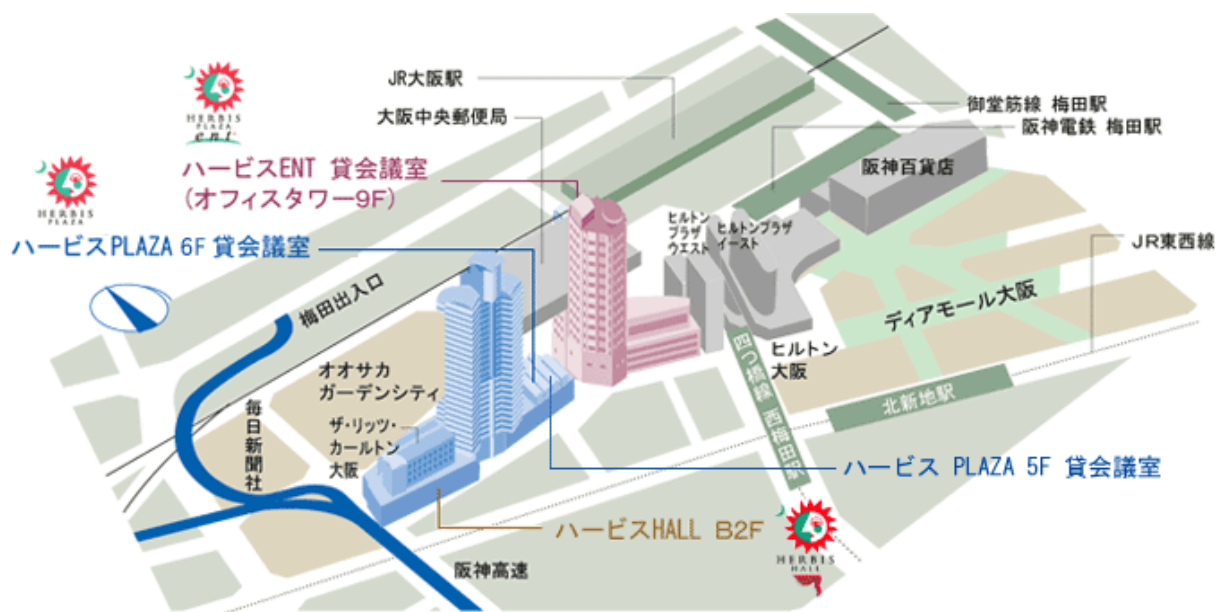 JR大阪駅
大阪中央郵便局
御堂筋線 梅田駅
阪神電鉄 梅田駅
阪神百貨店
HERBIS
PLAZA
ent
ハービスENT 貸会議室
(オフィスタワー9F)
HERBIS
PLAZA
ハービスPLAZA 6F 貸会議室
ヒルトン
プラザ
ウエスト
ヒルトンプラザ
イースト
JR東西線
梅田出入口
ディアモール大阪
ヒルトン
大阪
四つ橋線 西梅田駅
北新地駅
オオサカ
ガーデンシティ
毎日新聞社
ザ・リッツ・
カールトン
大阪
ハービス PLAZA 5F 貸会議室
ハービスHALL B2F
HERBIS
HALL
阪神高速